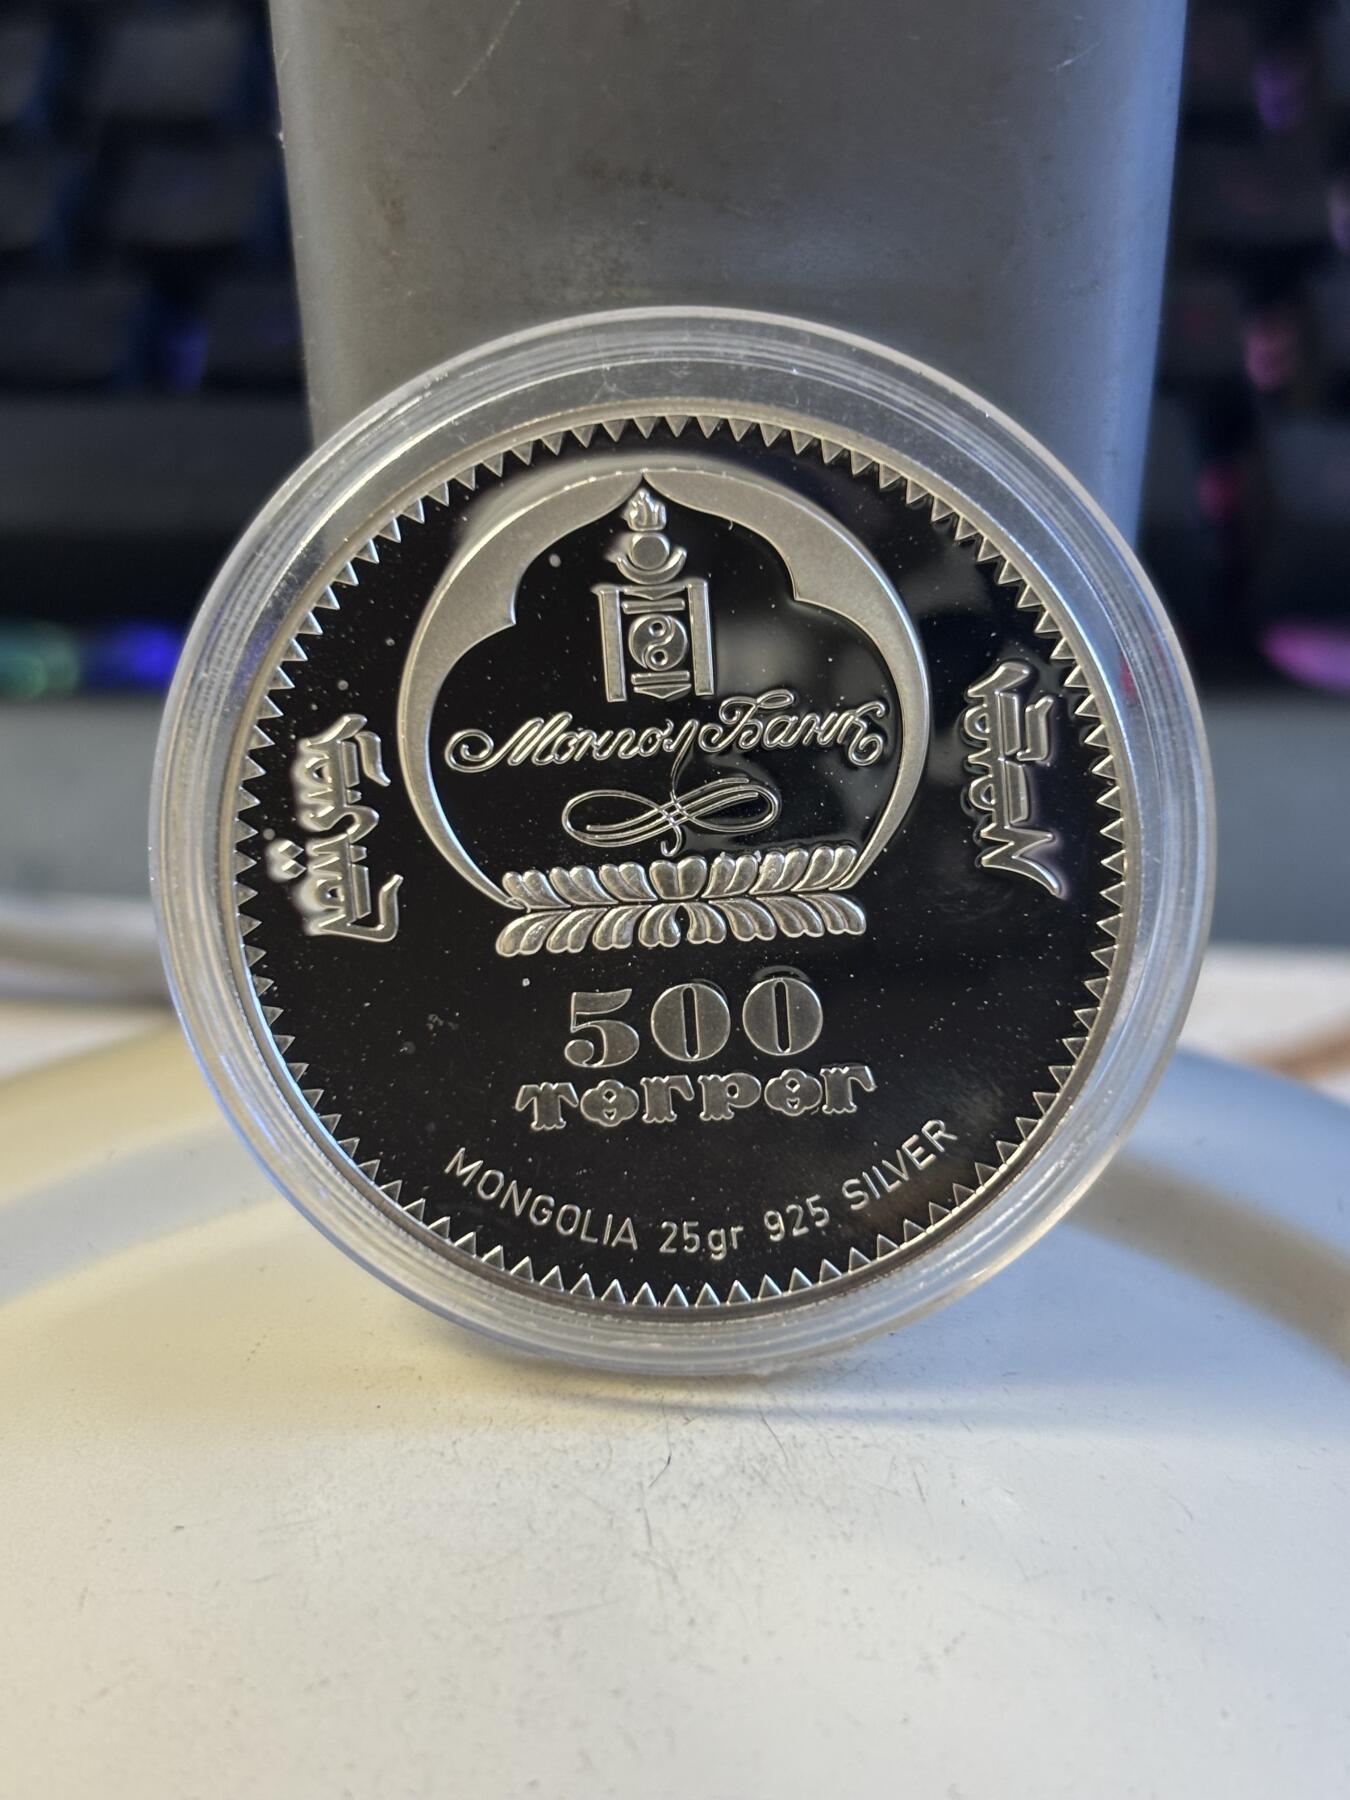 Монгол Банк
500
төгрөг
MONGOLIA 25gr 925 SILVER